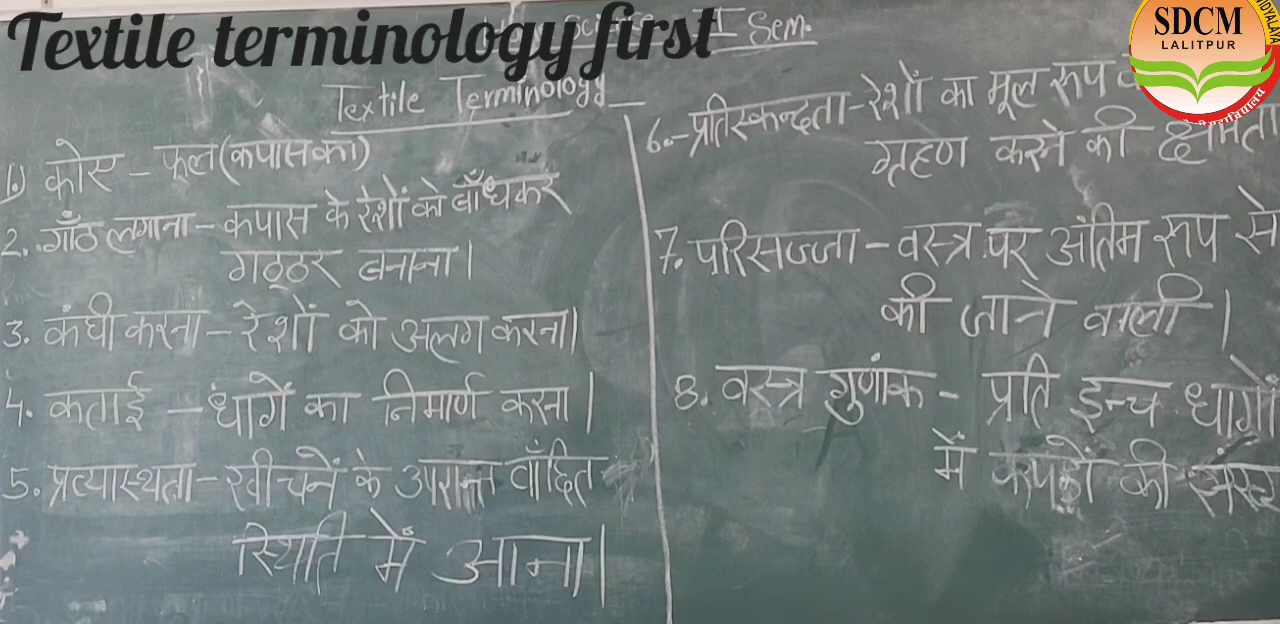 Textile terminology first
II Sem.
SDCM
LALITPUR
Textile Terminology
1.) कोए - फूल (कपास का)
2. गाँठ लगाना - कपास के रेशों को बाँधकर
गठ्ठर बनाना।
3. कंघी करना - रेशों को अलग करना।
4. कताई - धागें का निमार्ण करना।
5. प्रत्यास्थता - खीचनें के उपरान्त वाँछित
स्थिति में आना।
6.- प्रतिस्कन्दता - रेशों का मूल रूप
ग्रहण करने की क्षमता
7. परिसज्जा - वस्त्र पर अंतिम रूप से
की जाने वाली।
8. वस्त्र गुणांक - प्रति इन्च धागों
में कपड़ों की